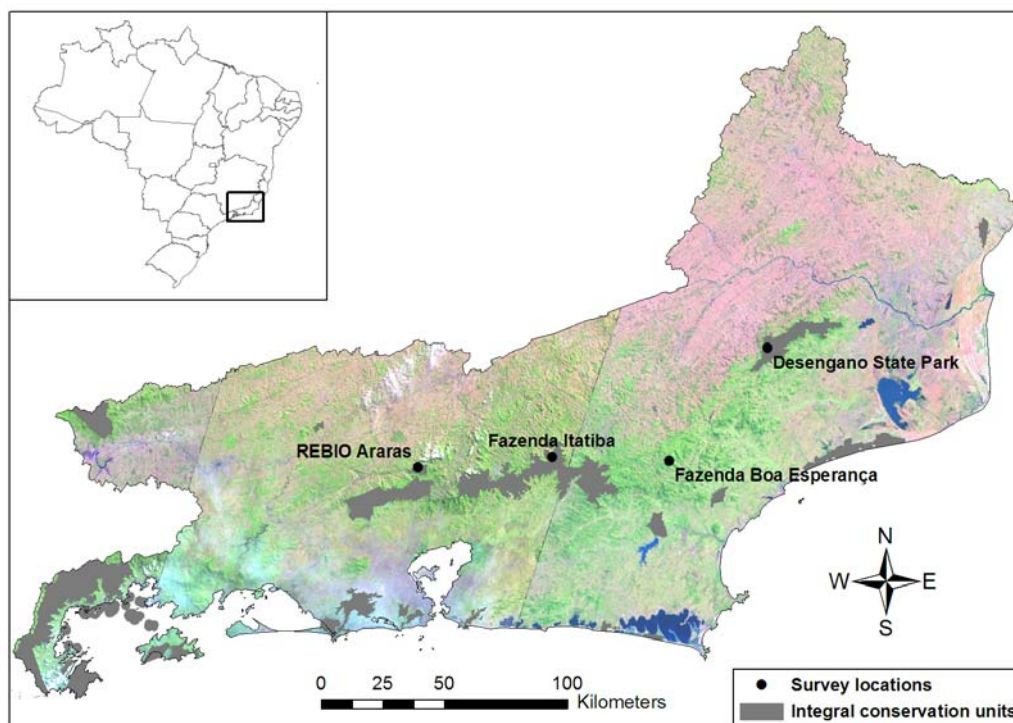 Desengano State Park
Fazenda Itatiba
REBIO Araras
Fazenda Boa Esperança
N
W E
S
0 25 50 100
Kilometers
Survey locations
Integral conservation units